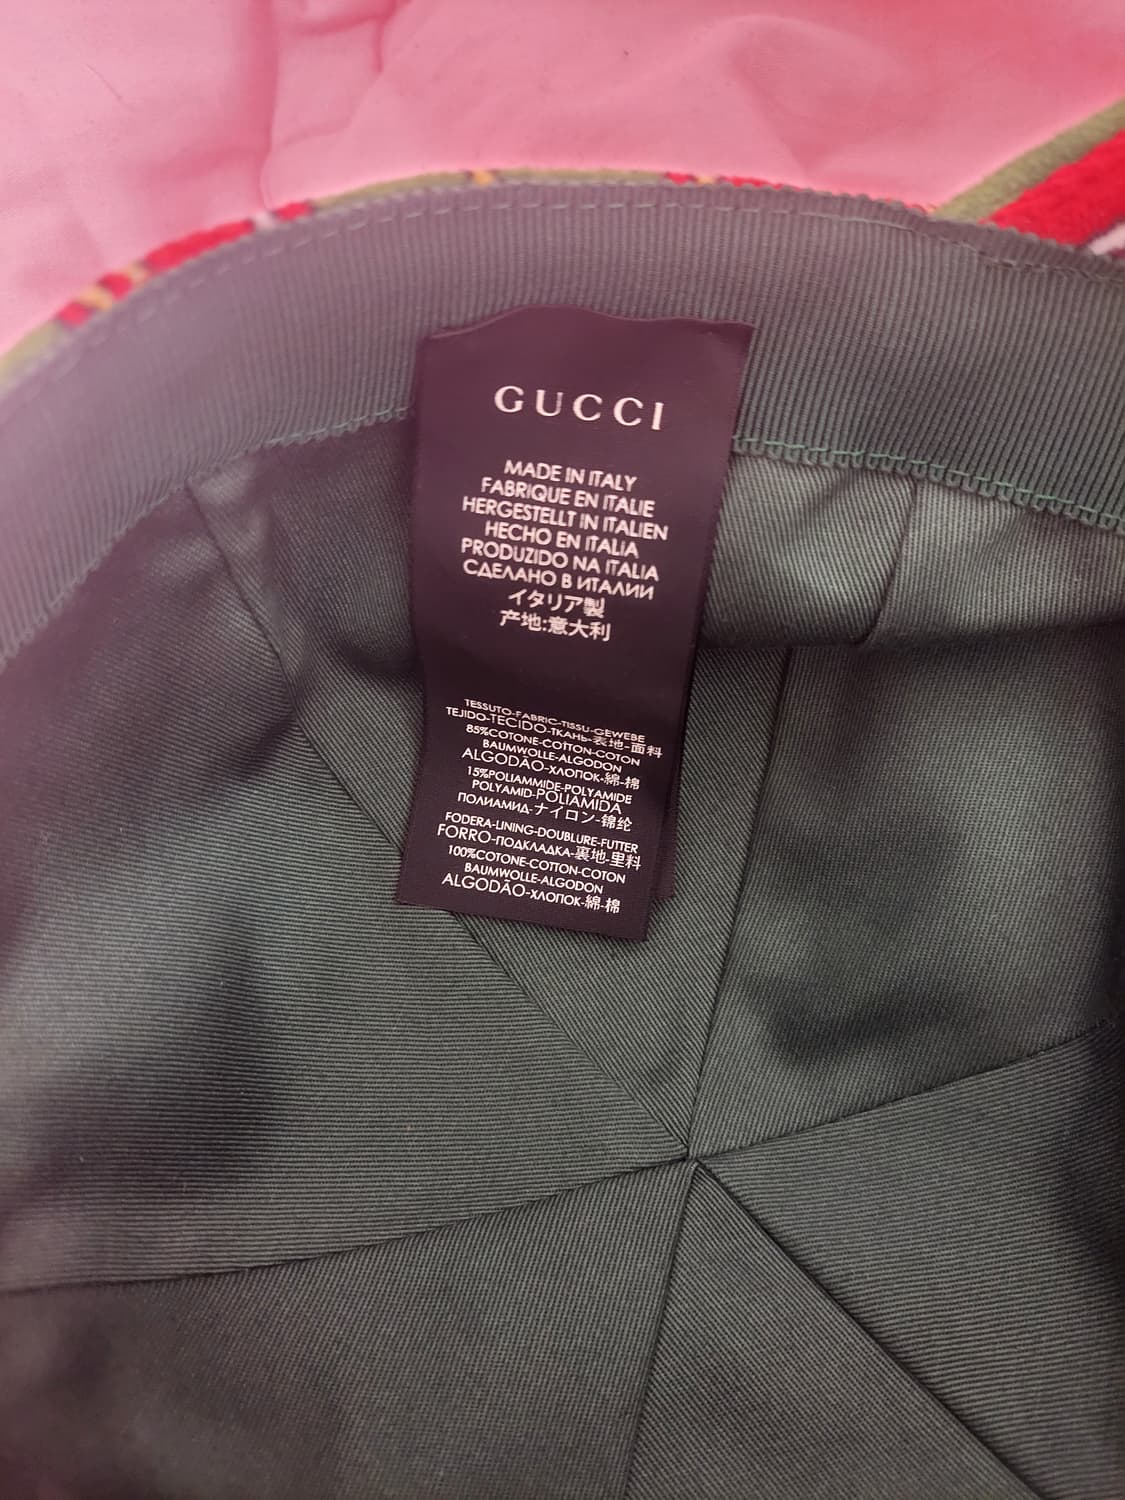 GUCCI
MADE IN ITALY
FABRIQUE EN ITALIE
HERGESTELLT IN ITALIEN
HECHO EN ITALIA
PRODUZIDO NA ITALIA
СДЕЛАНО В ИТАЛИИ
イタリア製
产地:意大利
TESSUTO-FABRIC-TISSU-GEWEBE
TEJIDO-TECIDO-ТКАНЬ-表地-面料
85%COTONE-COTTON-COTON
BAUMWOLLE-ALGODON
ALGODÃO-ХЛОПОК-綿-棉
15%POLIAMMIDE-POLYAMIDE
POLYAMID-POLIAMIDA
ПОЛИАМИД-ナイロン-锦纶
FODERA-LINING-DOUBLURE-FUTTER
FORRO-ПОДКЛАДКА-裏地-里料
100%COTONE-COTTON-COTON
BAUMWOLLE-ALGODON
ALGODÃO-ХЛОПОК-綿-棉